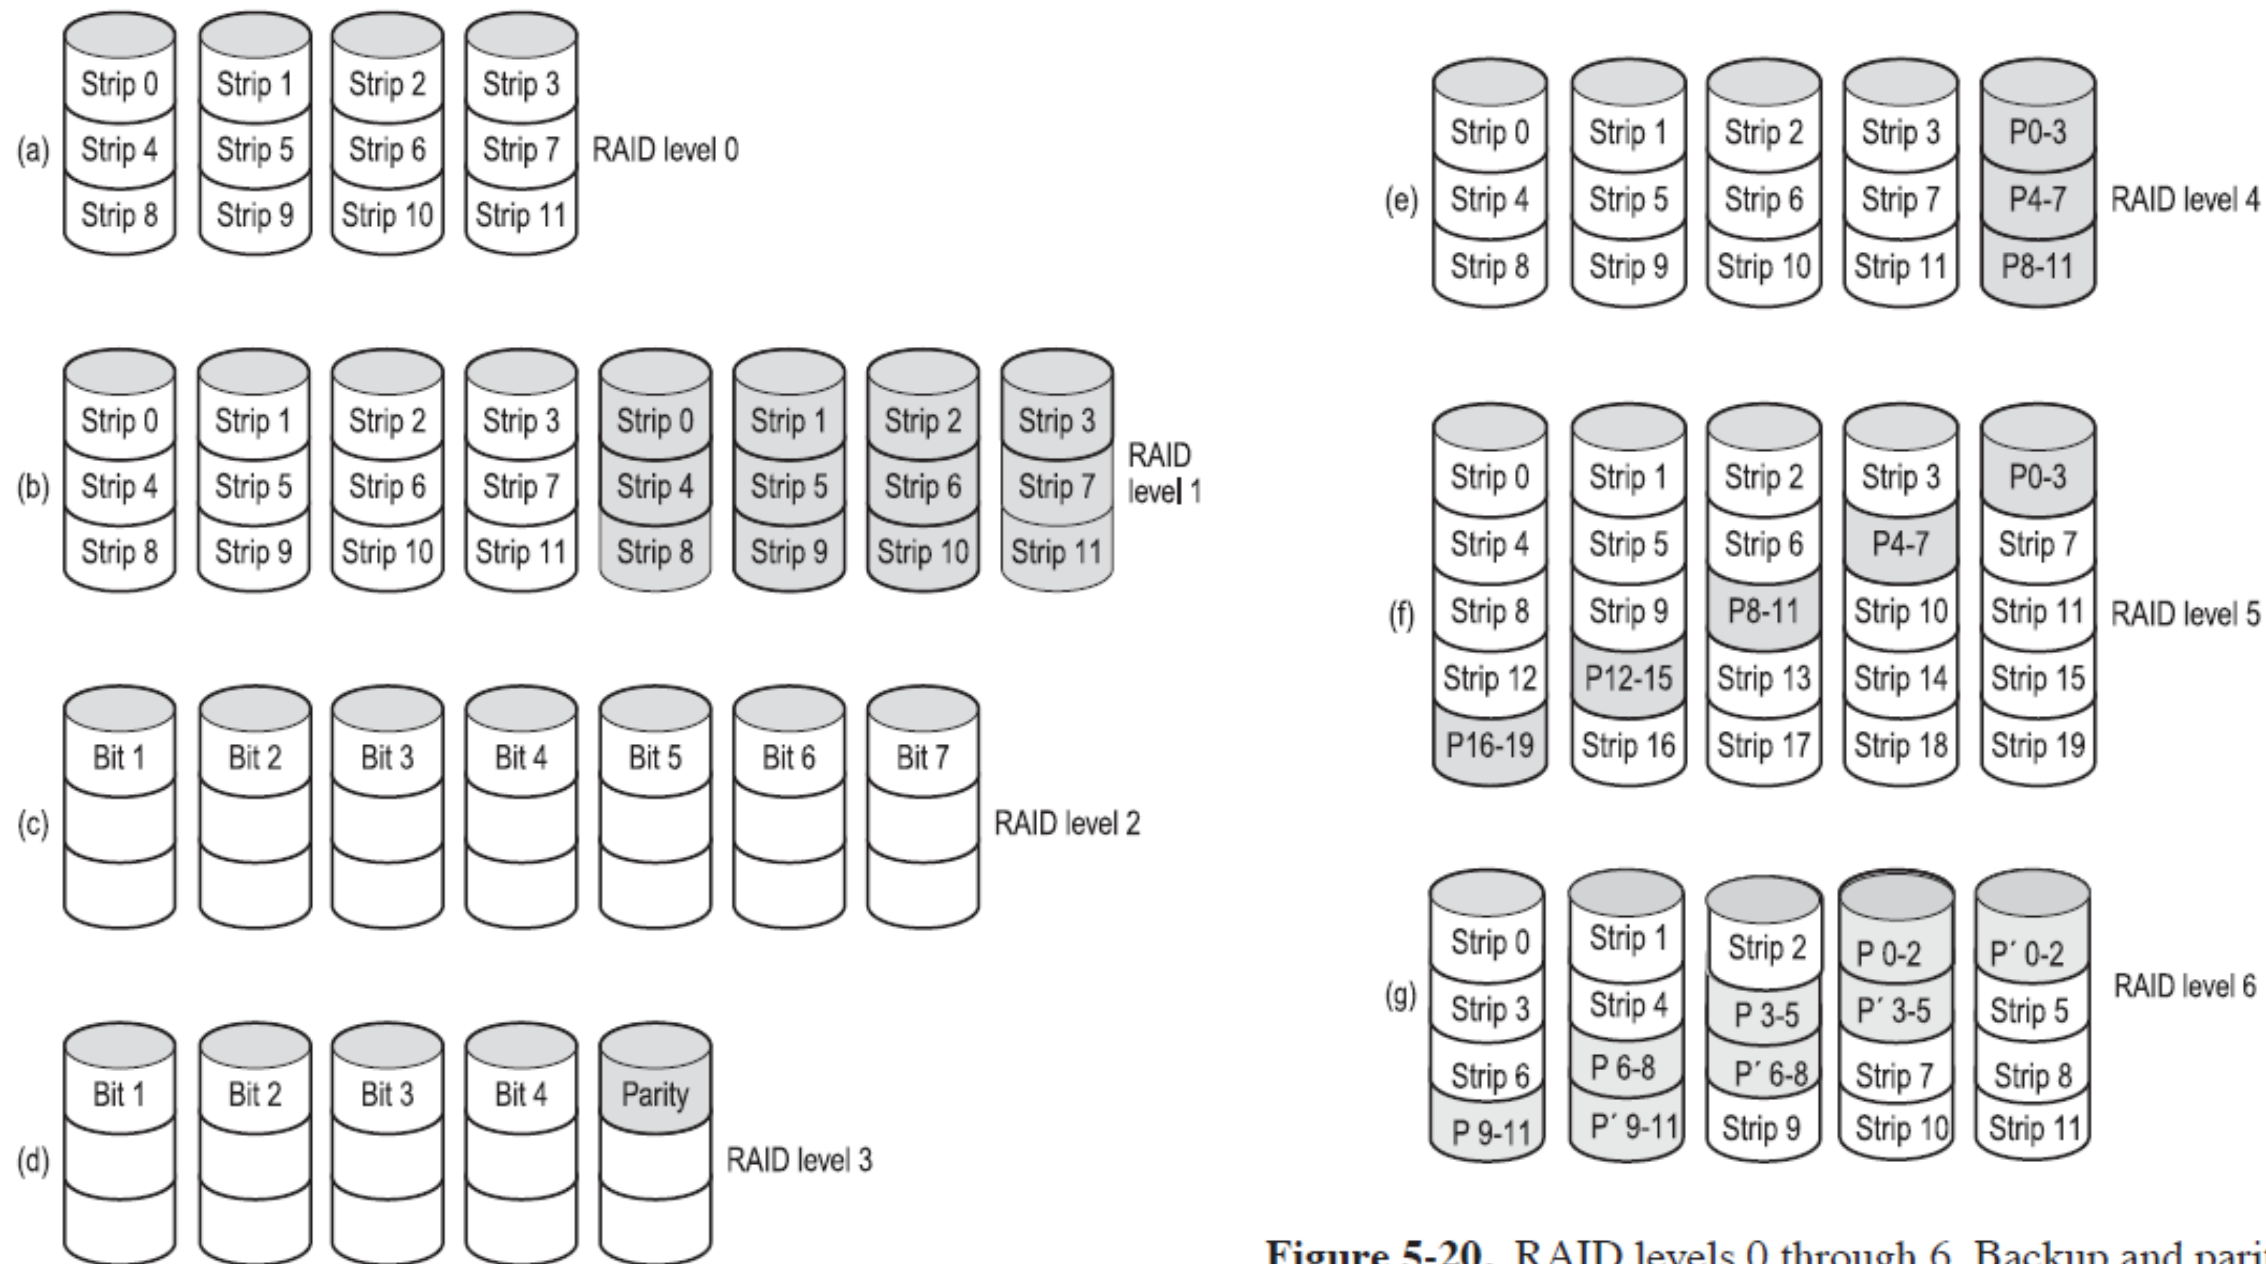 Strip 0 Strip 1 Strip 2 Strip 3
(a) Strip 4 Strip 5 Strip 6 Strip 7 RAID level 0
Strip 8 Strip 9 Strip 10 Strip 11
Strip 0 Strip 1 Strip 2 Strip 3 Strip 0 Strip 1 Strip 2 Strip 3
RAID
(b) Strip 4 Strip 5 Strip 6 Strip 7 Strip 4 Strip 5 Strip 6 Strip 7
level 1
Strip 8 Strip 9 Strip 10 Strip 11 Strip 8 Strip 9 Strip 10 Strip 11
Bit 1 Bit 2 Bit 3 Bit 4 Bit 5 Bit 6 Bit 7
(c) RAID level 2
Bit 1 Bit 2 Bit 3 Bit 4 Parity
(d) RAID level 3
Strip 0 Strip 1 Strip 2 Strip 3 P0-3
(e) Strip 4 Strip 5 Strip 6 Strip 7 P4-7 RAID level 4
Strip 8 Strip 9 Strip 10 Strip 11 P8-11
Strip 0 Strip 1 Strip 2 Strip 3 P0-3
Strip 4 Strip 5 Strip 6 P4-7 Strip 7
(f) Strip 8 Strip 9 P8-11 Strip 10 Strip 11 RAID level 5
Strip 12 P12-15 Strip 13 Strip 14 Strip 15
P16-19 Strip 16 Strip 17 Strip 18 Strip 19
Strip 0 Strip 1 Strip 2 P 0-2 P´ 0-2
(g) Strip 3 Strip 4 P 3-5 P´ 3-5 Strip 5 RAID level 6
Strip 6 P 6-8 P´ 6-8 Strip 7 Strip 8
P 9-11 P´ 9-11 Strip 9 Strip 10 Strip 11
Figure 5-20. RAID levels 0 through 6. Backup and